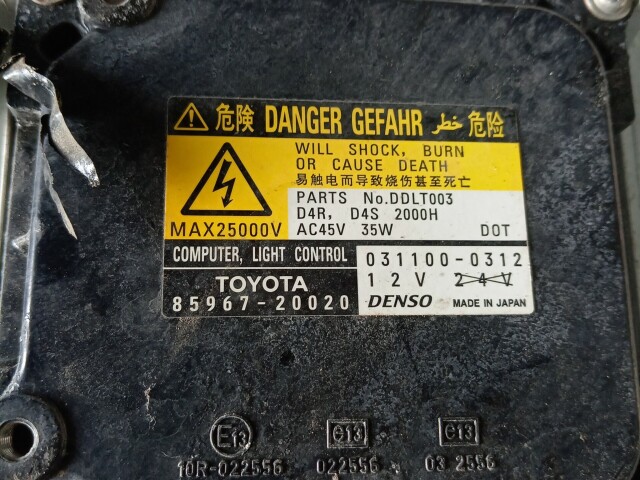 危険 DANGER GEFAHR خطر 危险
WILL SHOCK, BURN
OR CAUSE DEATH
易触电而导致烧伤甚至死亡
MAX25000V
PARTS No.DDLT003
D4R, D4S 2000H
AC45V 35W DOT
COMPUTER, LIGHT CONTROL
031100-0312
TOYOTA
12V 24V
85967-20020
DENSO MADE IN JAPAN
E13 e13 e13
10R-022556 022556 03 2556